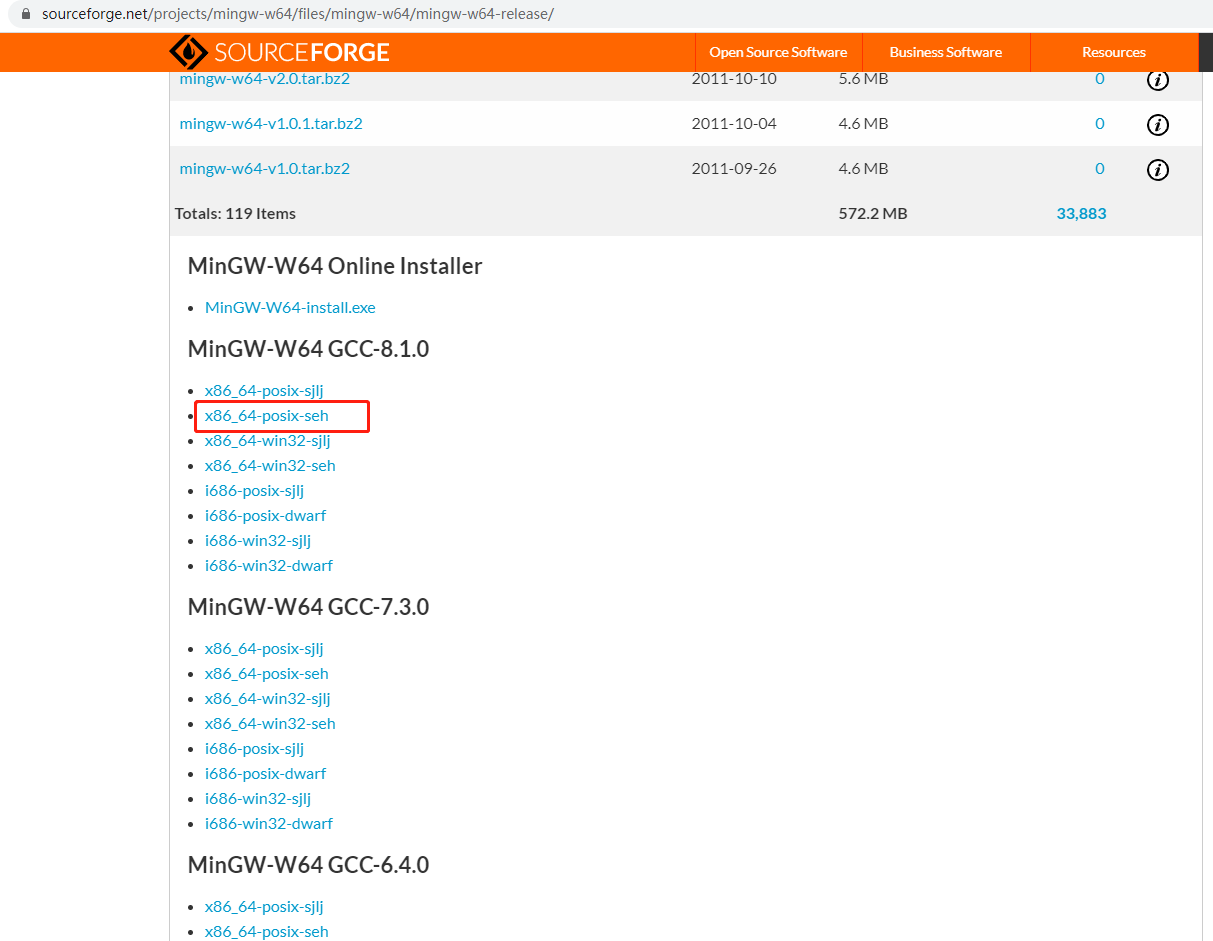 sourceforge.net/projects/mingw-w64/files/mingw-w64/mingw-w64-release/
SOURCEFORGE Open Source Software Business Software Resources
mingw-w64-v2.0.tar.bz2 2011-10-10 5.6 MB 0
mingw-w64-v1.0.1.tar.bz2 2011-10-04 4.6 MB 0
mingw-w64-v1.0.tar.bz2 2011-09-26 4.6 MB 0
Totals: 119 Items 572.2 MB 33,883
MinGW-W64 Online Installer
MinGW-W64-install.exe
MinGW-W64 GCC-8.1.0
x86_64-posix-sjlj
x86_64-posix-seh
x86_64-win32-sjlj
x86_64-win32-seh
i686-posix-sjlj
i686-posix-dwarf
i686-win32-sjlj
i686-win32-dwarf
MinGW-W64 GCC-7.3.0
x86_64-posix-sjlj
x86_64-posix-seh
x86_64-win32-sjlj
x86_64-win32-seh
i686-posix-sjlj
i686-posix-dwarf
i686-win32-sjlj
i686-win32-dwarf
MinGW-W64 GCC-6.4.0
x86_64-posix-sjlj
x86_64-posix-seh